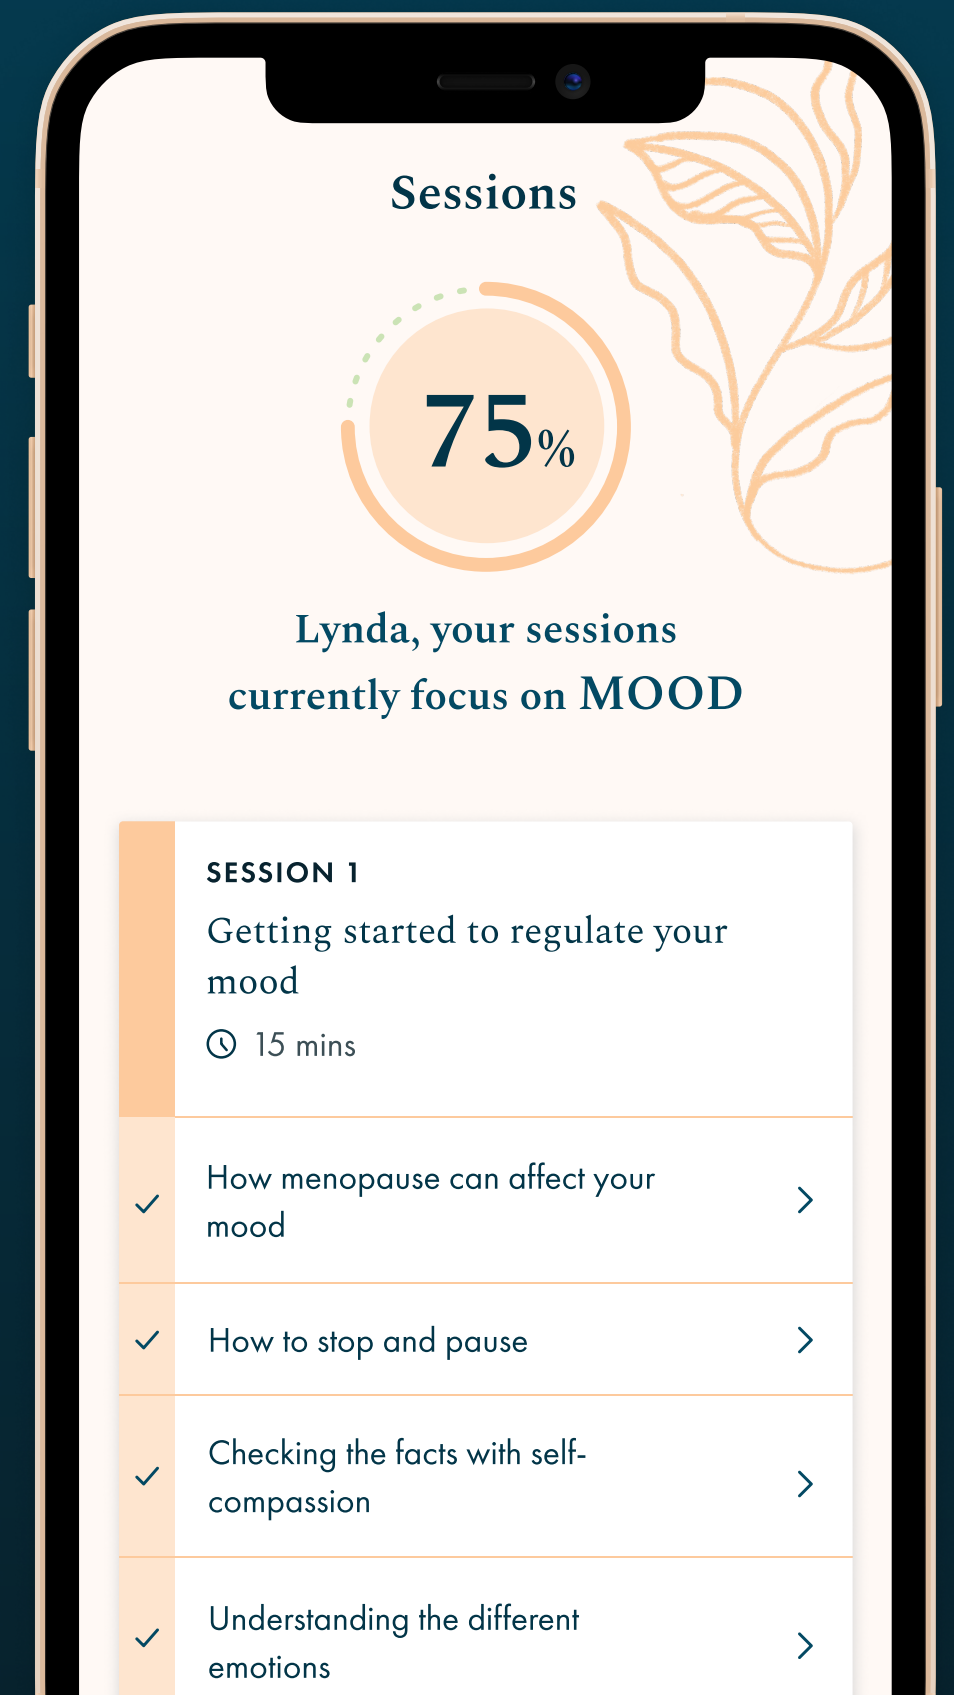 Sessions
75%
Lynda, your sessions
currently focus on MOOD
SESSION 1
Getting started to regulate your
mood
15 mins
How menopause can affect your
mood
How to stop and pause
Checking the facts with self-
compassion
Understanding the different
emotions